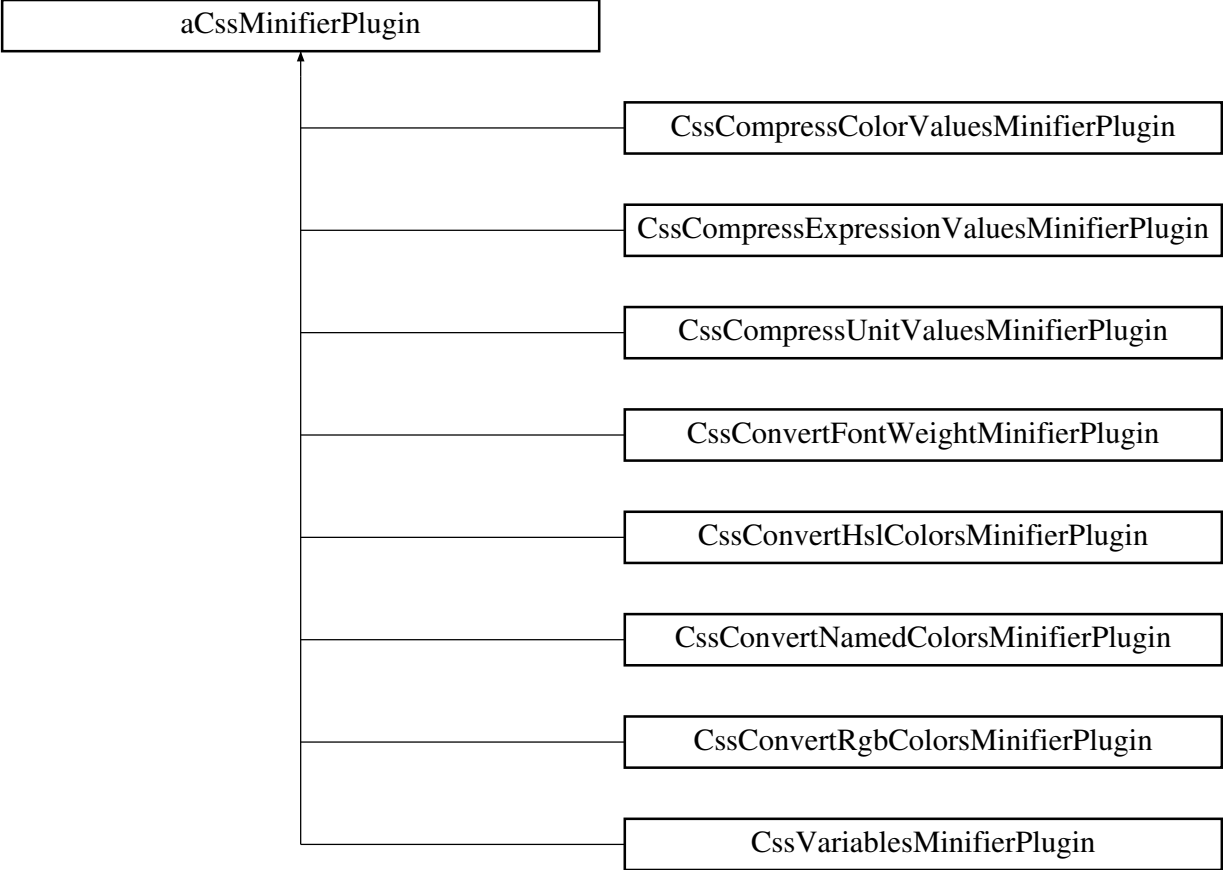 aCssMinifierPlugin
CssCompressColorValuesMinifierPlugin
CssCompressExpressionValuesMinifierPlugin
CssCompressUnitValuesMinifierPlugin
CssConvertFontWeightMinifierPlugin
CssConvertHslColorsMinifierPlugin
CssConvertNamedColorsMinifierPlugin
CssConvertRgbColorsMinifierPlugin
CssVariablesMinifierPlugin